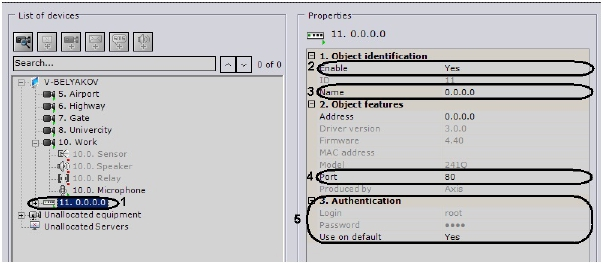 List of devices
Search...
0 of 0
V-BELYAKOV
5. Airport
6. Highway
7. Gate
8. Univercity
10. Work
10.0. Sensor
10.0. Speaker
10.0. Relay
10.0. Microphone
11. 0.0.0.0 1
Unallocated equipment
Unallocated Servers
Properties
11. 0.0.0.0
1. Object identification
2 Enable Yes
ID 11
3 Name 0.0.0.0
2. Object features
Address 0.0.0.0
Driver version 3.0.0
Firmware 4.40
MAC address
Model 241Q
4 Port 80
Produced by Axis
3. Authentication
5 Login root
Password ••••
Use on default Yes